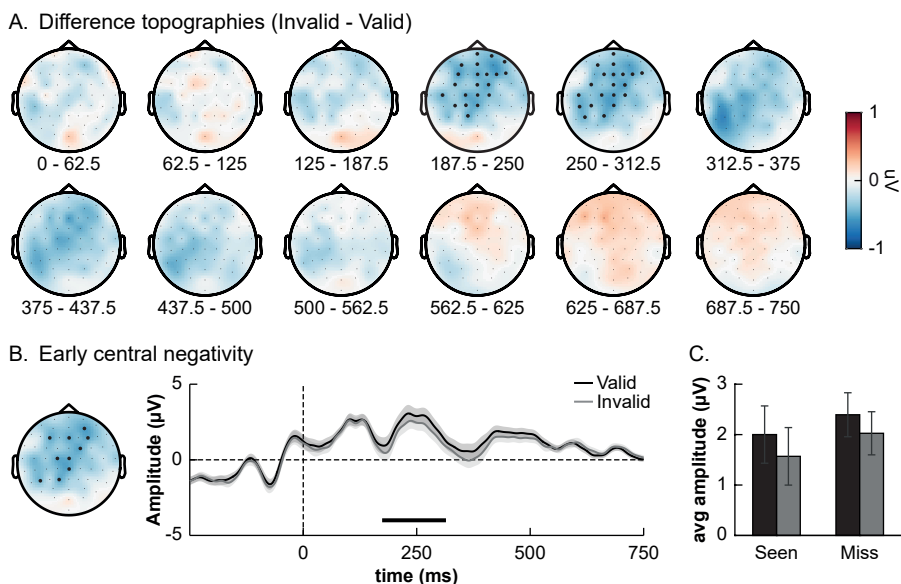 A. Difference topographies (Invalid - Valid)
0 - 62.5
62.5 - 125
125 - 187.5
187.5 - 250
250 - 312.5
312.5 - 375
1
0
-1
uV
375 - 437.5
437.5 - 500
500 - 562.5
562.5 - 625
625 - 687.5
687.5 - 750
B. Early central negativity
C.
Amplitude (µV)
5
0
-5
Valid
Invalid
0
250
500
750
time (ms)
avg amplitude (µV)
3
2
1
0
Seen
Miss